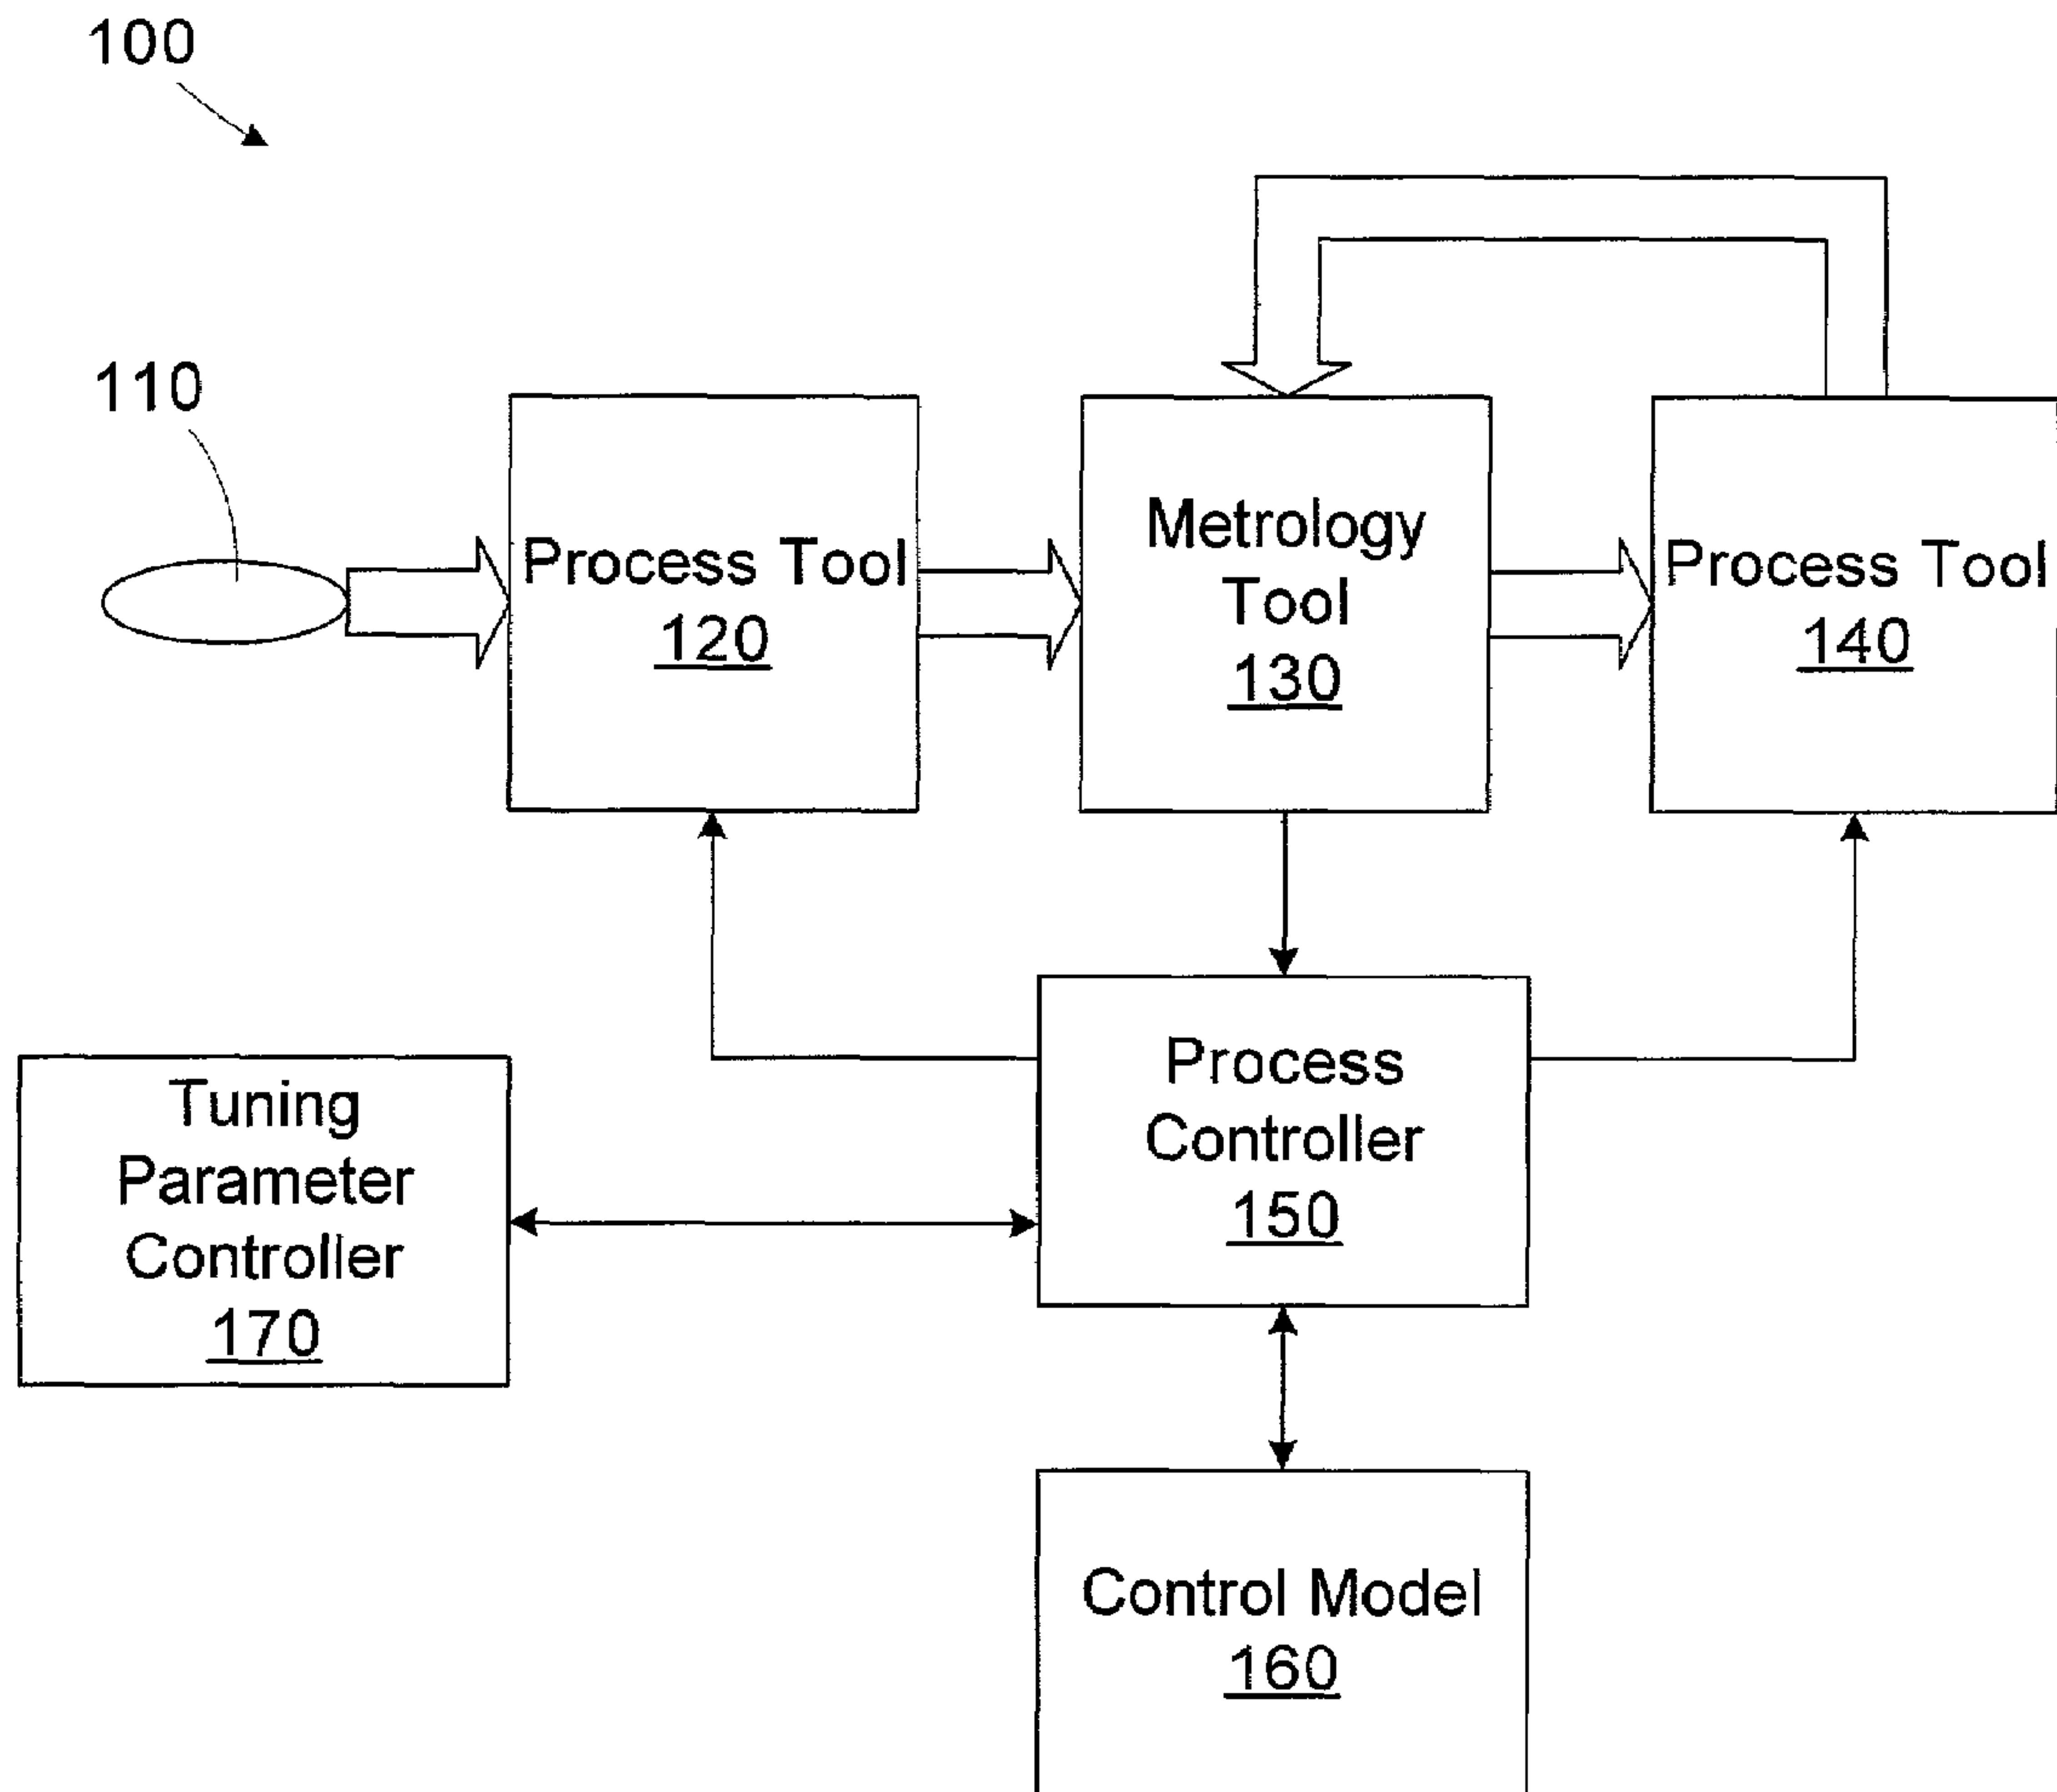 100
110
Process Tool
120
Metrology
Tool
130
Process Tool
140
Process
Controller
150
Tuning
Parameter
Controller
170
Control Model
160